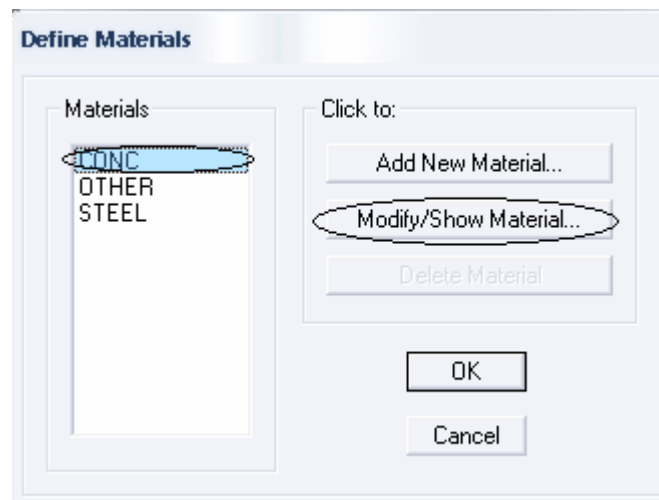 Define Materials
Materials
CONC
OTHER
STEEL
Click to:
Add New Material...
Modify/Show Material...
Delete Material
OK
Cancel